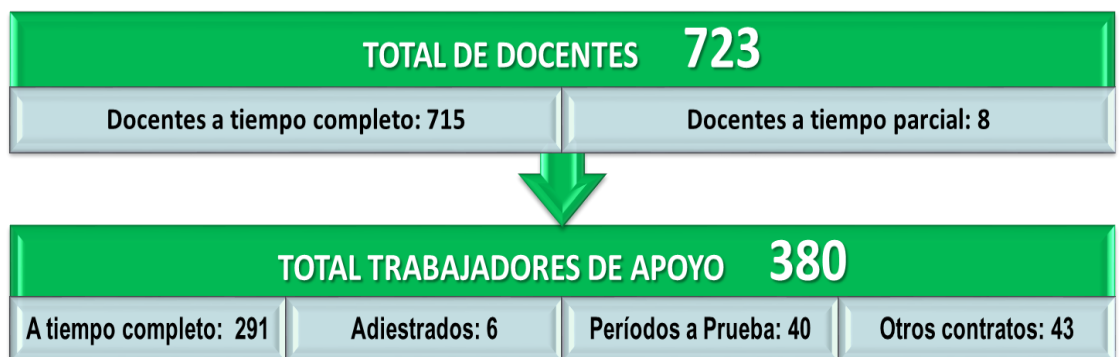 TOTAL DE DOCENTES 723
Docentes a tiempo completo: 715
Docentes a tiempo parcial: 8
TOTAL TRABAJADORES DE APOYO 380
A tiempo completo: 291
Adiestrados: 6
Períodos a Prueba: 40
Otros contratos: 43